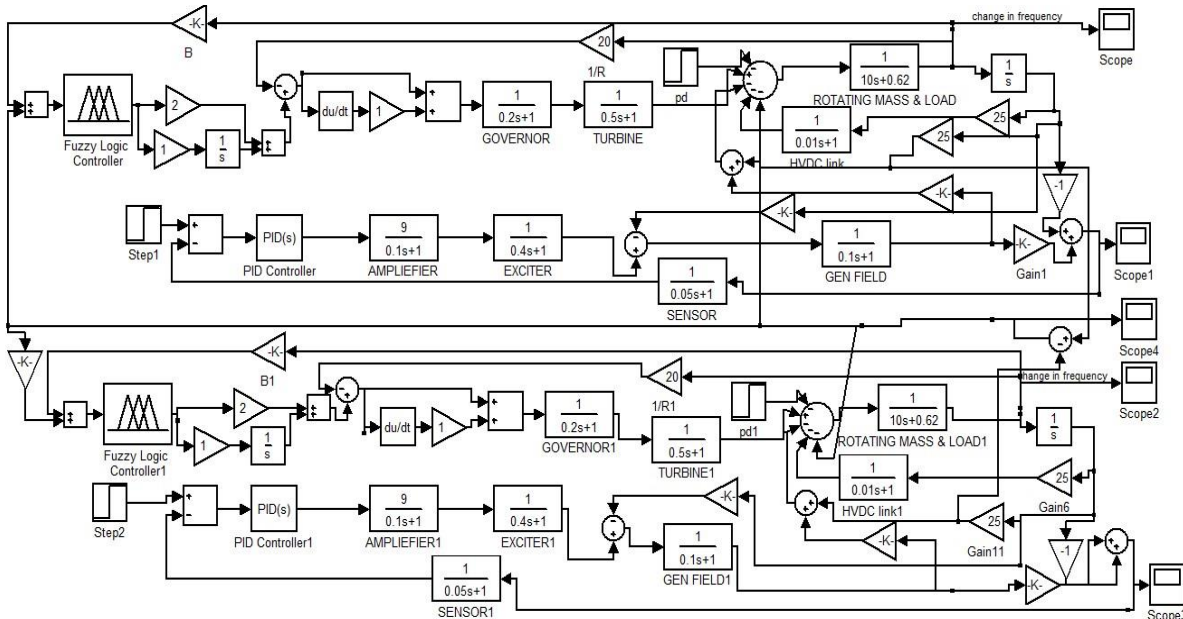 -K-
B
20
1/R
change in frequency
Scope
pd
1
10s+0.62
ROTATING MASS & LOAD
1
s
Fuzzy Logic
Controller
2
1
1
s
du/dt
1
1
0.2s+1
GOVERNOR
1
0.5s+1
TURBINE
1
0.01s+1
HVDC link
25
25
-1
-K-
-K-
Step1
PID(s)
PID Controller
9
0.1s+1
AMPLIEFIER
1
0.4s+1
EXCITER
1
0.1s+1
GEN FIELD
-K-
Gain1
Scope1
1
0.05s+1
SENSOR
Scope4
-K-
-K-
B1
20
1/R1
change in frequency
Scope2
Fuzzy Logic
Controller1
2
1
1
s
du/dt
1
1
0.2s+1
GOVERNOR1
1
0.5s+1
TURBINE1
pd1
1
10s+0.62
ROTATING MASS & LOAD1
1
s
1
0.01s+1
HVDC link1
25
Gain6
25
Gain11
-1
Step2
PID(s)
PID Controller1
9
0.1s+1
AMPLIEFIER1
1
0.4s+1
EXCITER1
-K-
1
0.1s+1
GEN FIELD1
-K-
-K-
1
0.05s+1
SENSOR1
Scope3